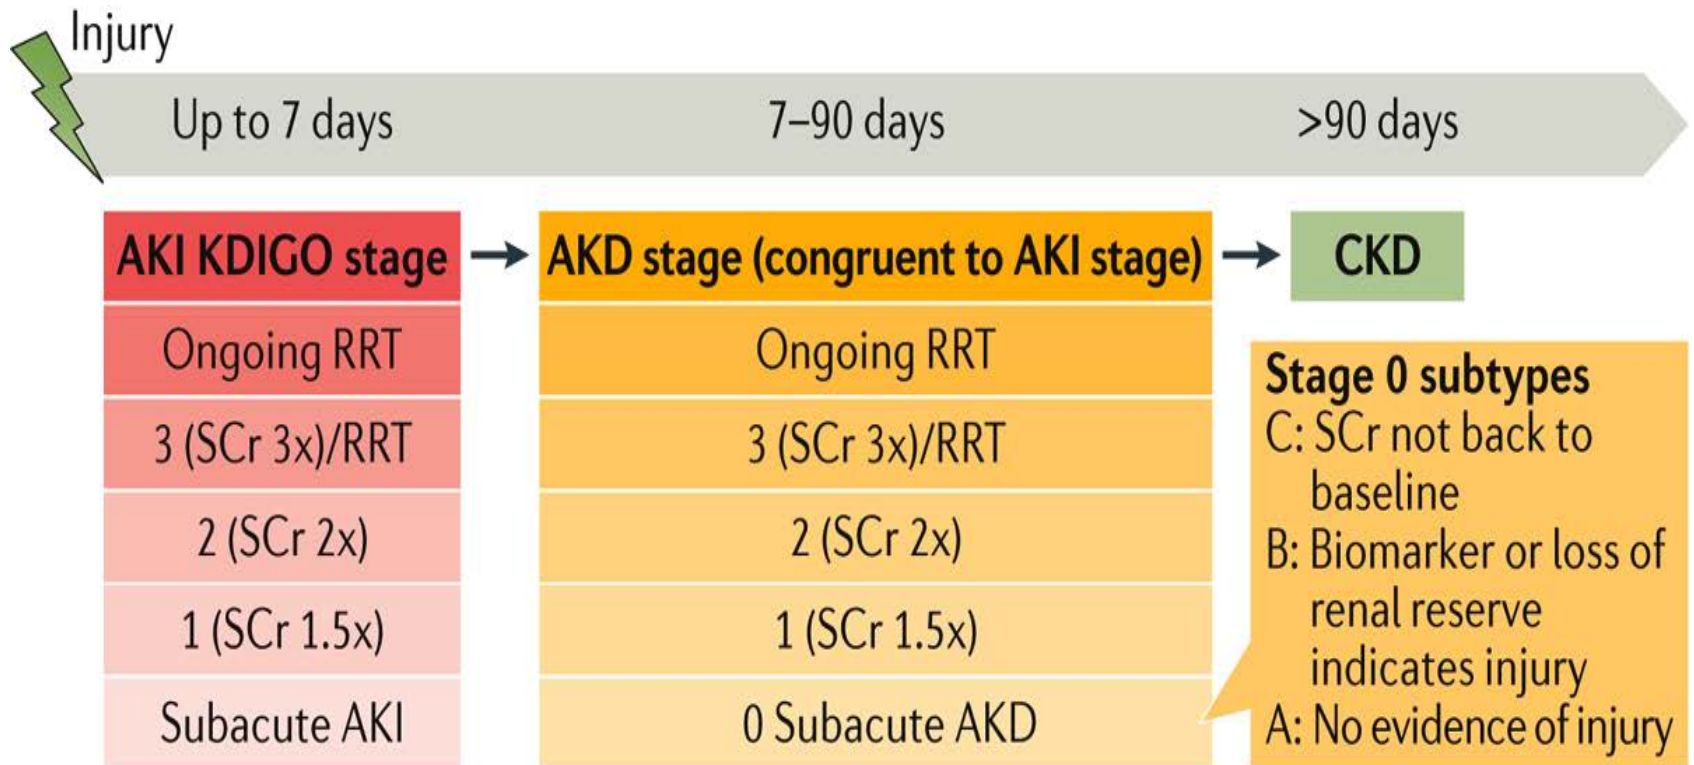 Injury
Up to 7 days
7–90 days
>90 days
AKI KDIGO stage
Ongoing RRT
3 (SCr 3x)/RRT
2 (SCr 2x)
1 (SCr 1.5x)
Subacute AKI
AKD stage (congruent to AKI stage)
Ongoing RRT
3 (SCr 3x)/RRT
2 (SCr 2x)
1 (SCr 1.5x)
0 Subacute AKD
CKD
Stage 0 subtypes
C: SCr not back to
baseline
B: Biomarker or loss of
renal reserve
indicates injury
A: No evidence of injury